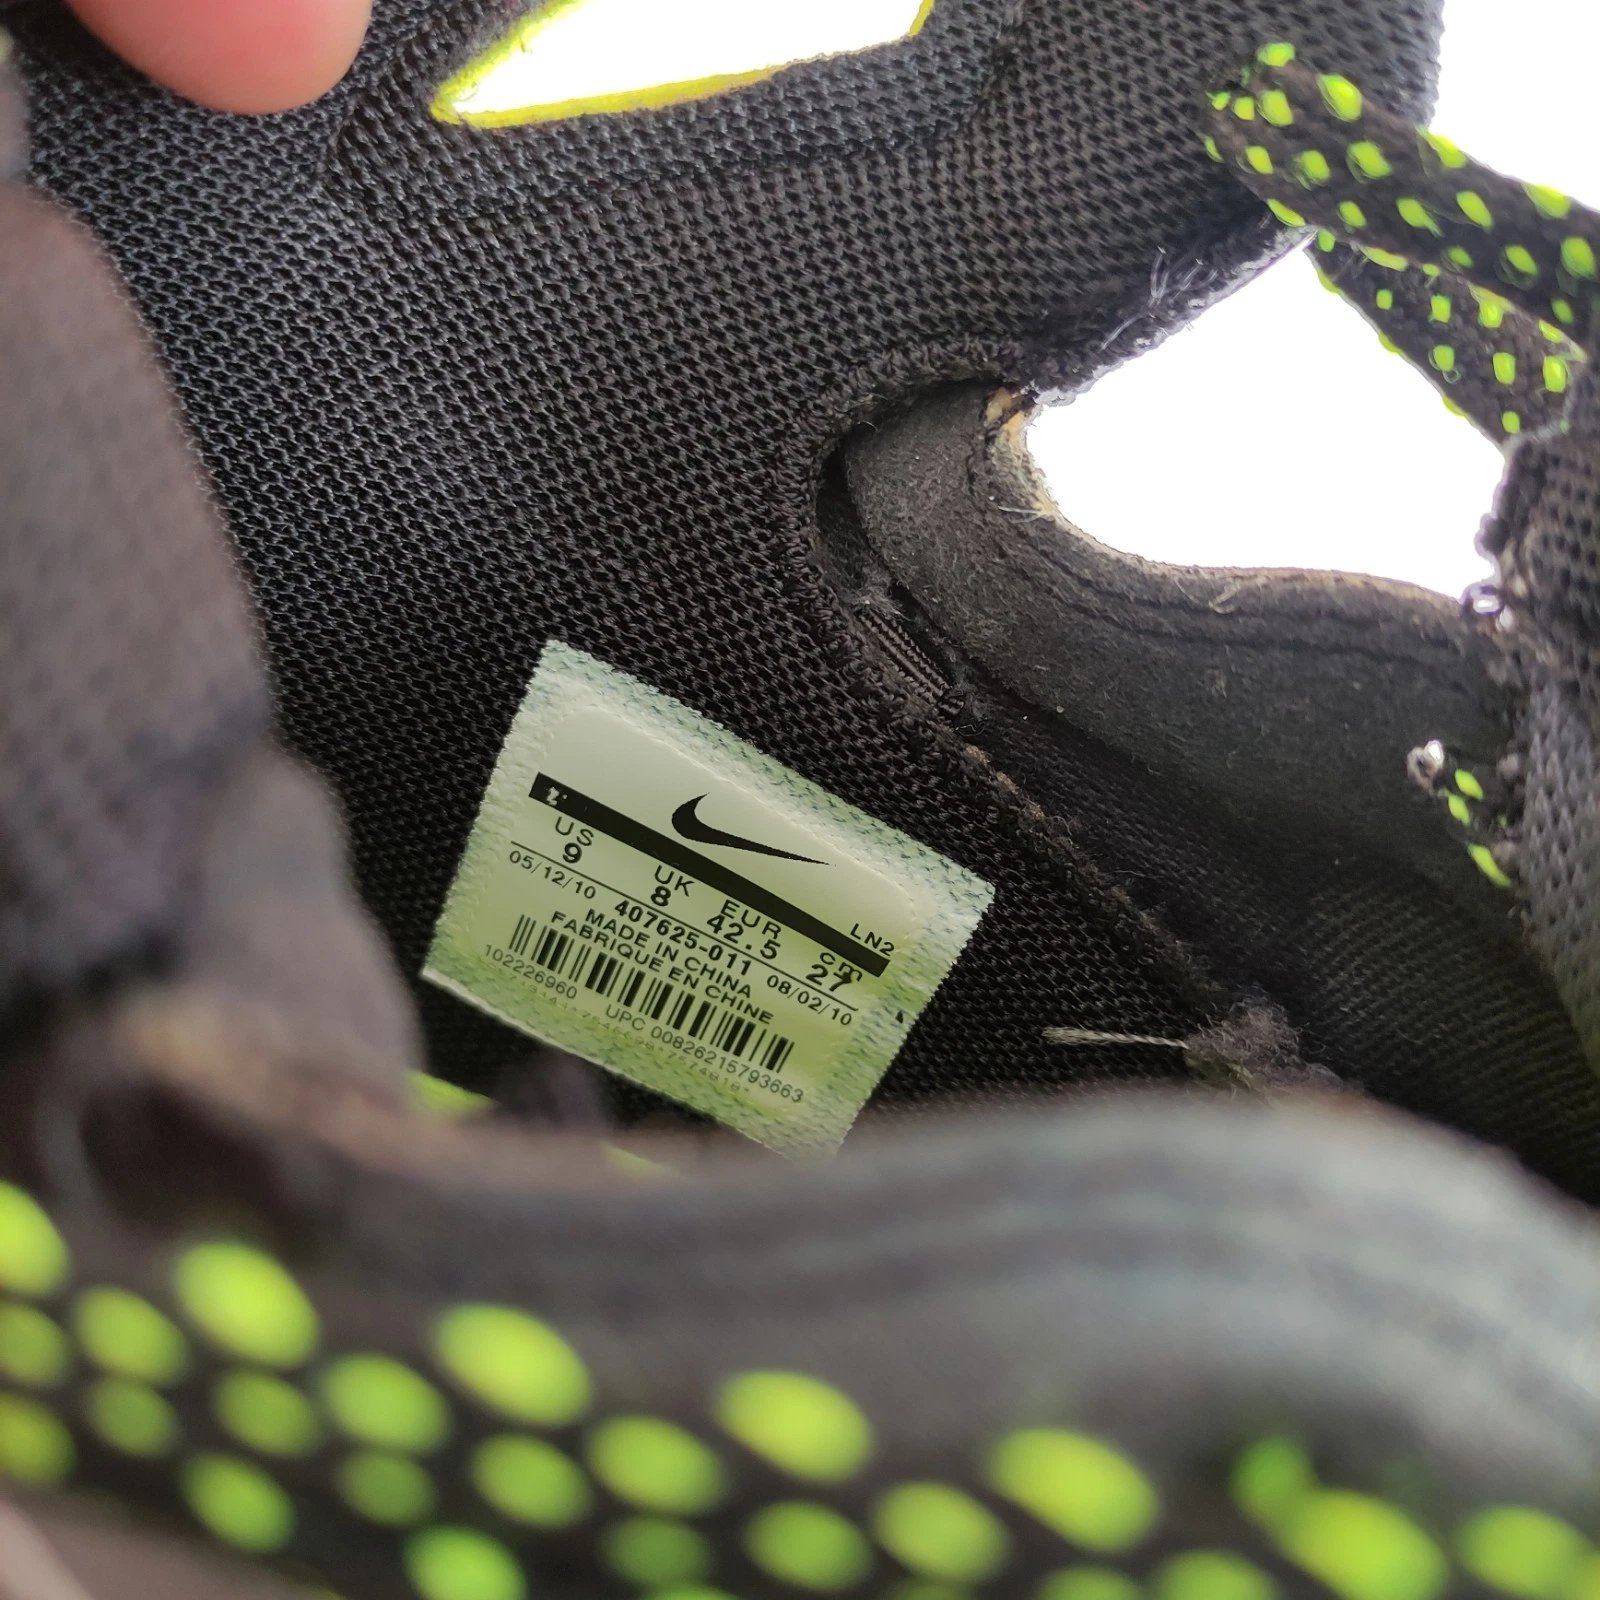 LN2
US UK EUR cm
9 8 42.5 27
05/12/10 407625-011 08/02/10
MADE IN CHINA
FABRIQUE EN CHINE
102226960 UPC 00826215793663